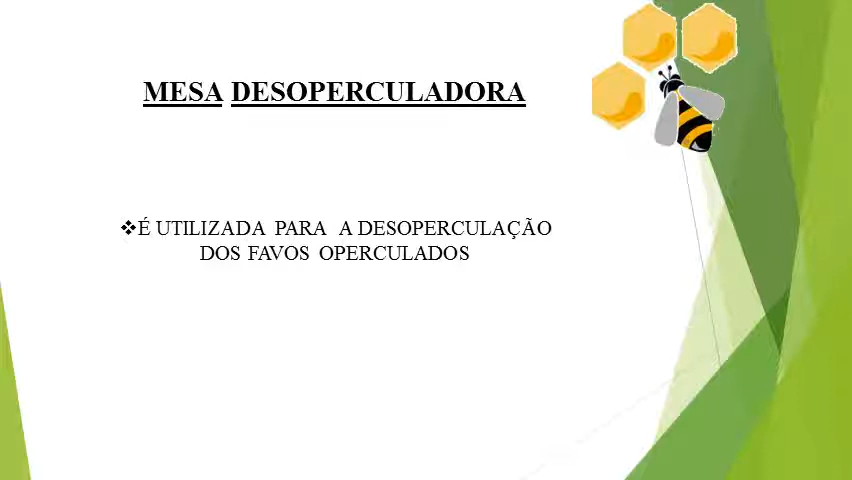 MESA DESOPERCULADORA
❖É UTILIZADA PARA A DESOPERCULAÇÃO
DOS FAVOS OPERCULADOS